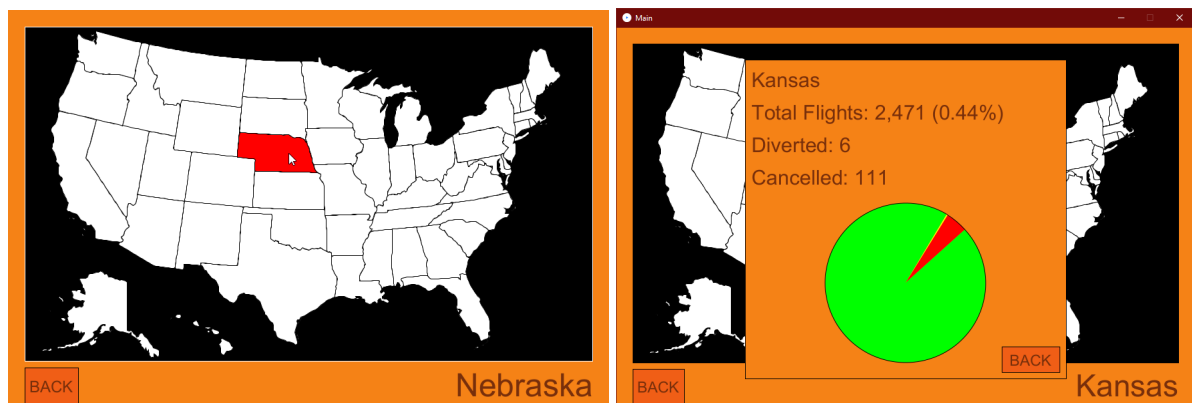 BACK
Nebraska
Main
Kansas
Total Flights: 2,471 (0.44%)
Diverted: 6
Cancelled: 111
BACK
BACK
Kansas